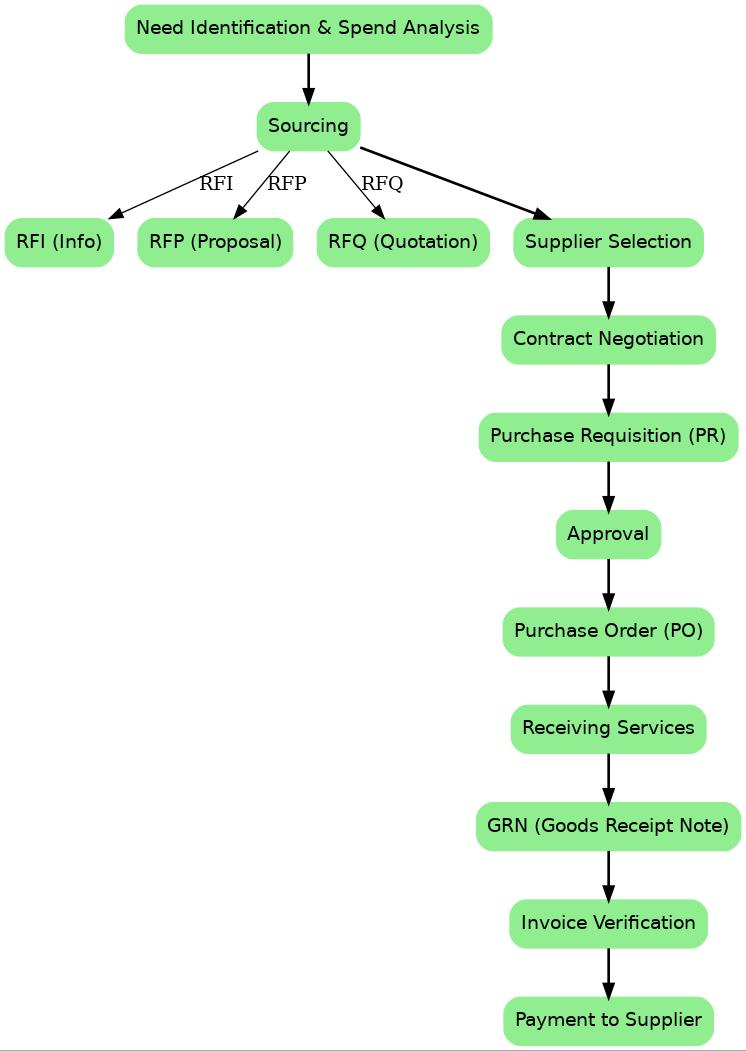 Need Identification & Spend Analysis
Sourcing
RFI
RFP
RFQ
RFI (Info)
RFP (Proposal)
RFQ (Quotation)
Supplier Selection
Contract Negotiation
Purchase Requisition (PR)
Approval
Purchase Order (PO)
Receiving Services
GRN (Goods Receipt Note)
Invoice Verification
Payment to Supplier